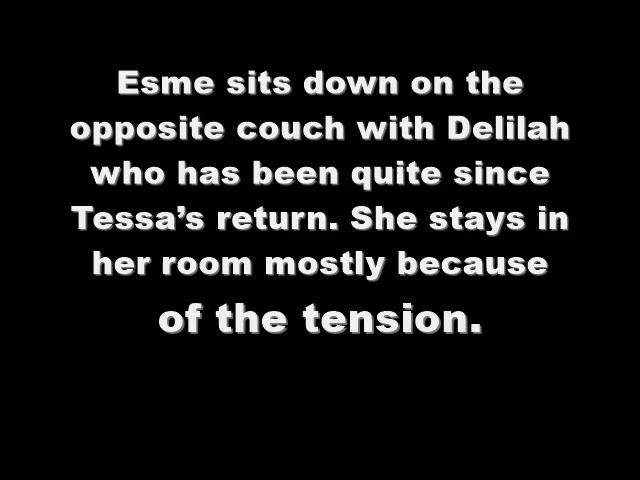 Esme sits down on the
opposite couch with Delilah
who has been quite since
Tessa’s return. She stays in
her room mostly because
of the tension.